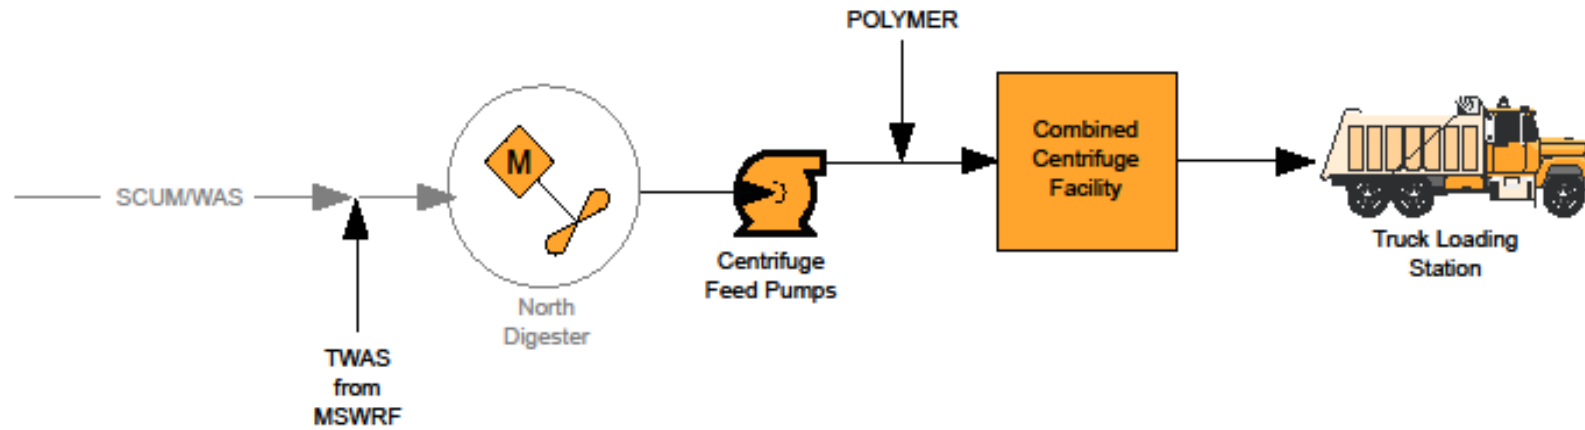 POLYMER
SCUM/WAS
M
Combined
Centrifuge
Facility
Centrifuge
Feed Pumps
North
Digester
Truck Loading
Station
TWAS
from
MSWRF